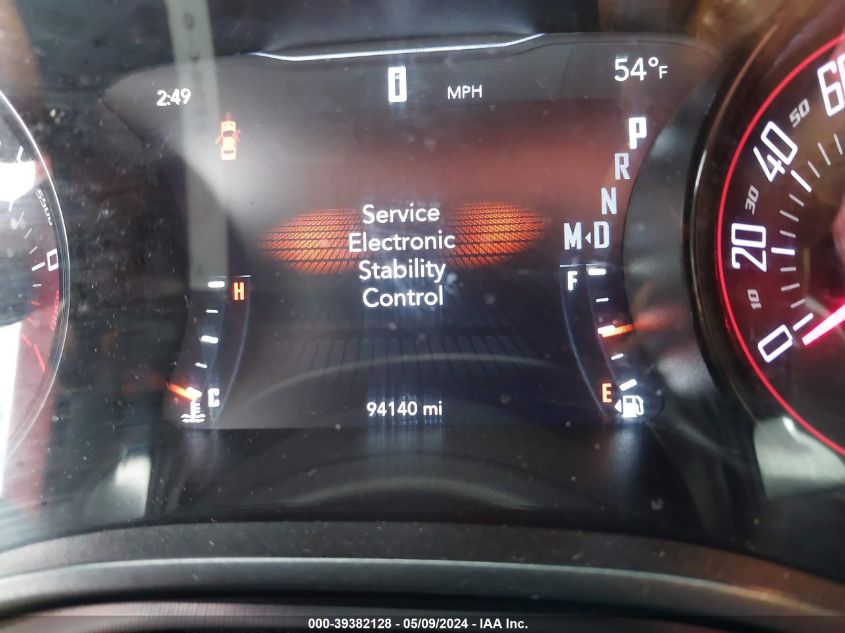 2:49
0
MPH
54°F
P
R
N
M◂D
Service
Electronic
Stability
Control
H
C
F
E
94140 mi
0
10
20
30
40
50
60
000-39382128 - 05/09/2024 - IAA Inc.